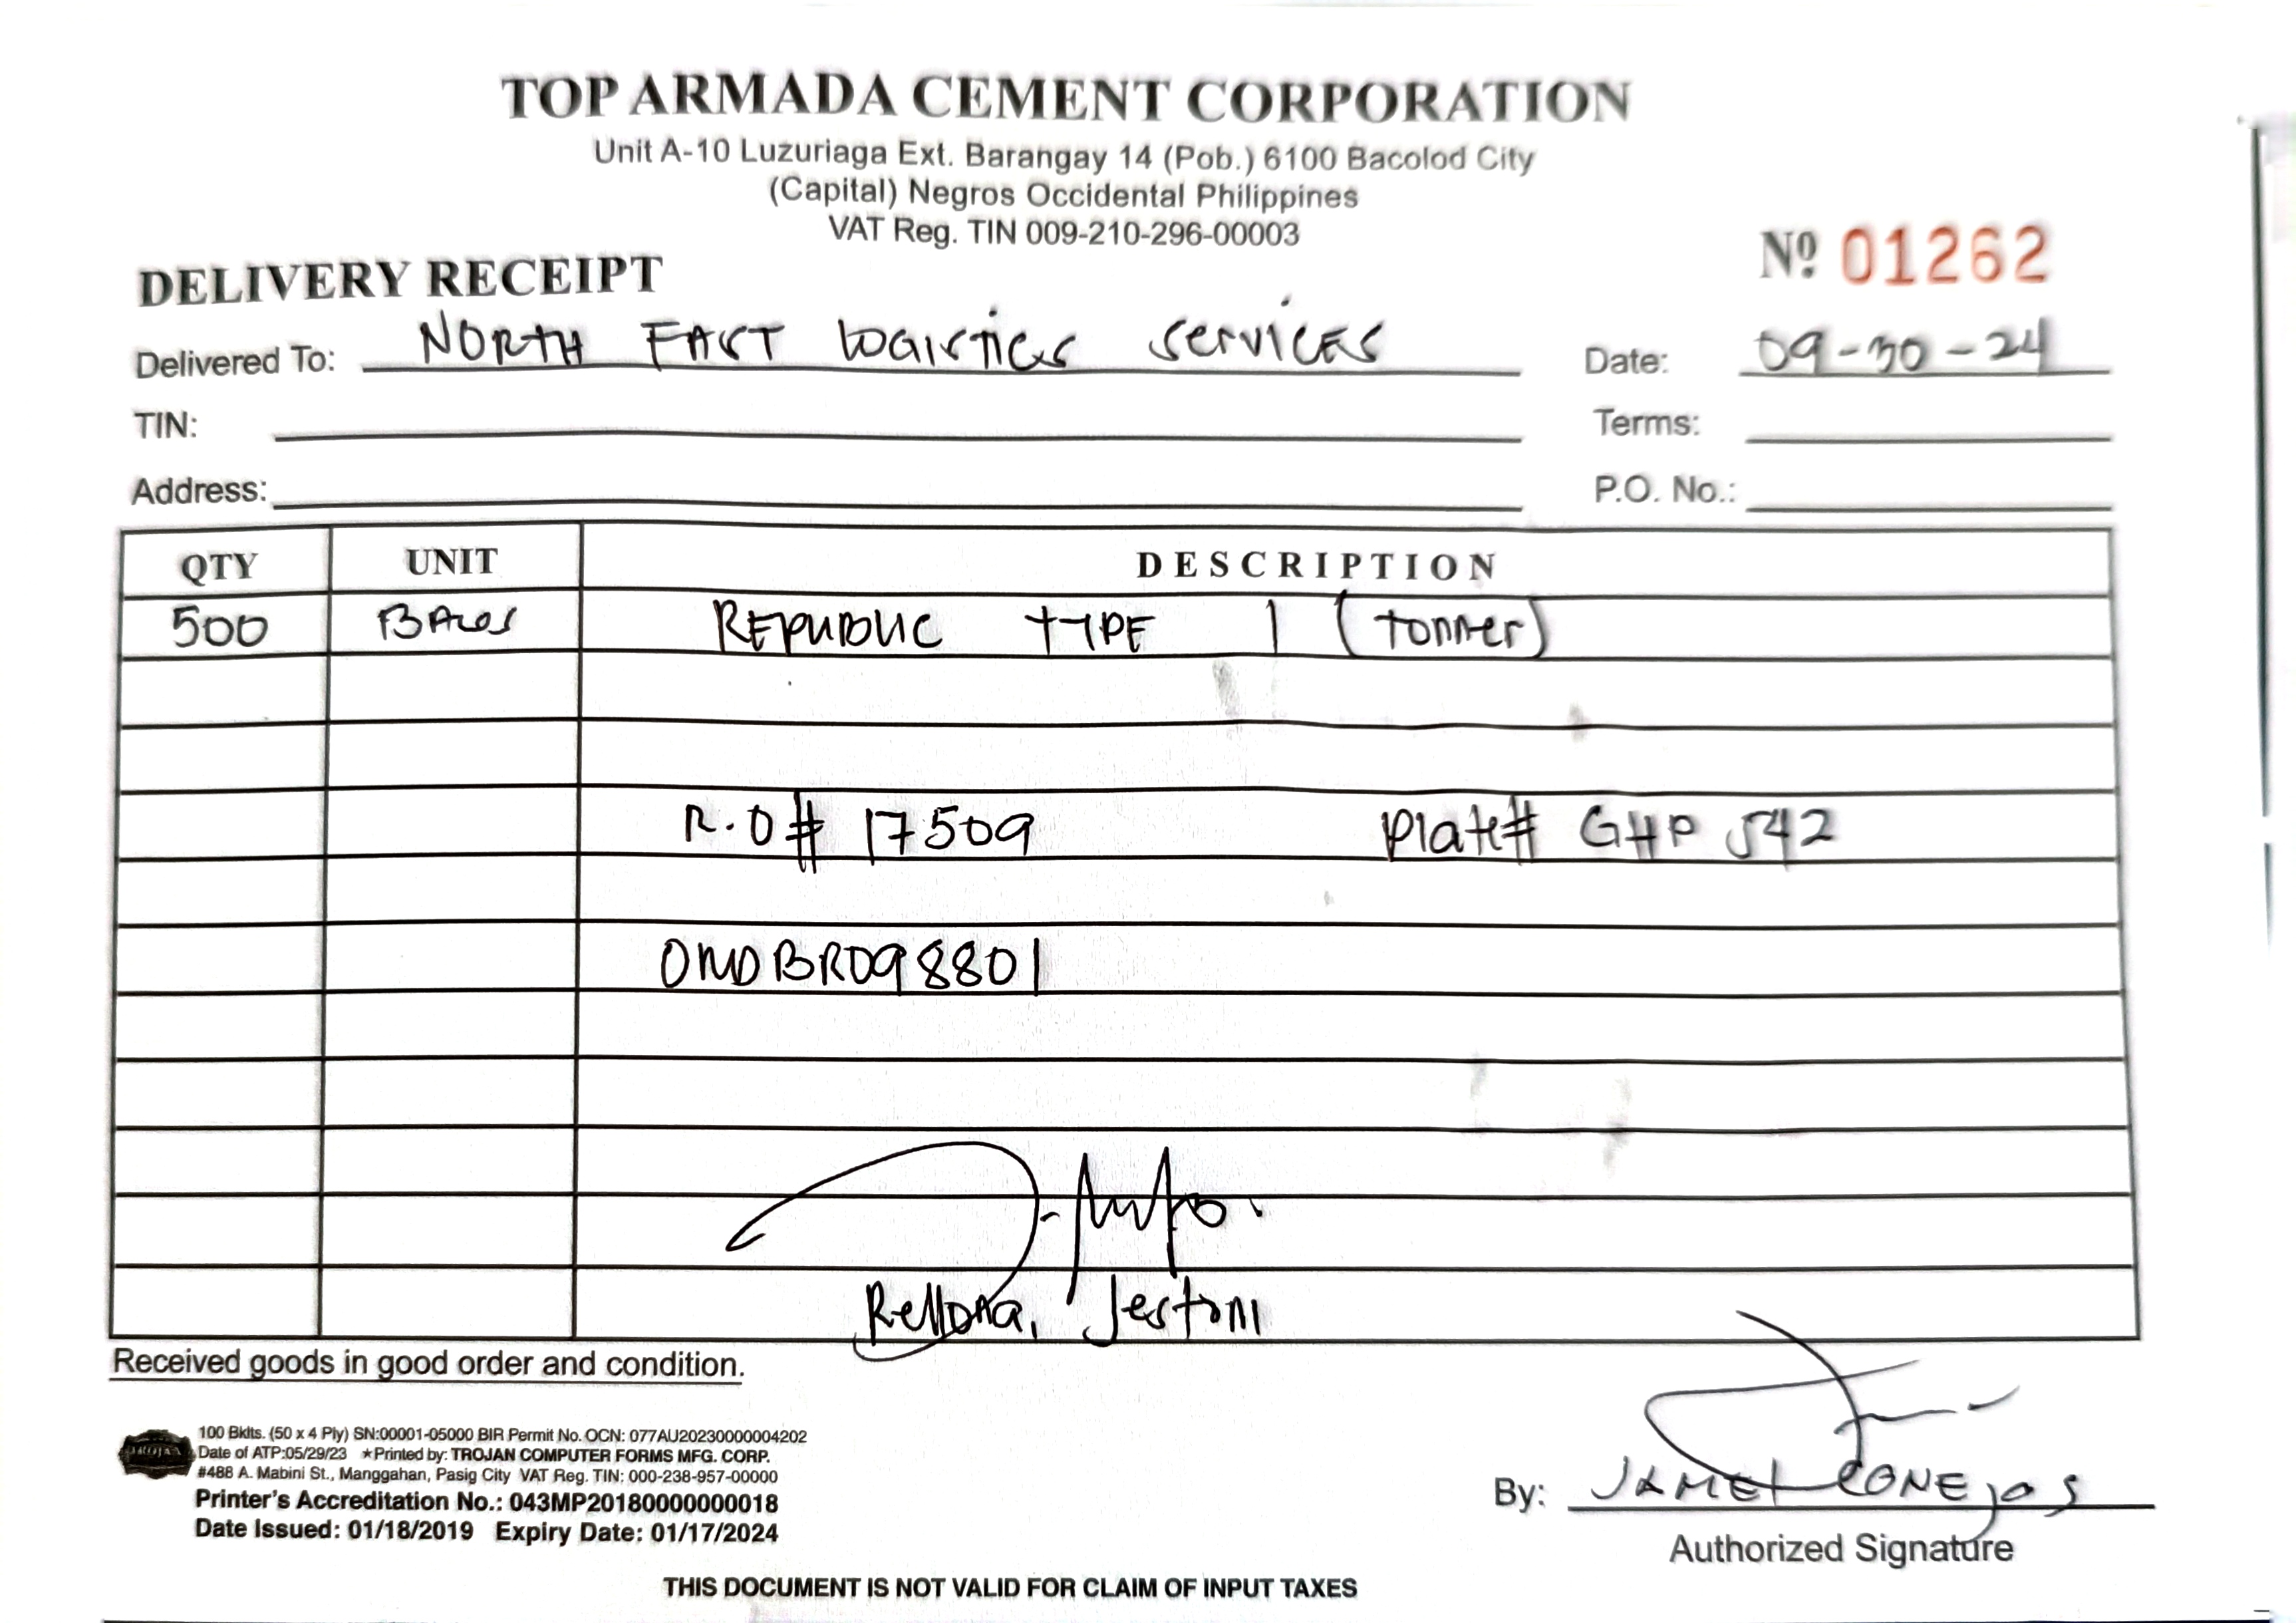 TOP ARMADA CEMENT CORPORATION
Unit A-10 Luzuriaga Ext. Barangay 14 (Pob.) 6100 Bacolod City
(Capital) Negros Occidental Philippines
VAT Reg. TIN 009-210-296-00003
Nº 01262
DELIVERY RECEIPT
Delivered To: NORTH EAST LOGISTICS SERVICES Date: 09-30-24
TIN: Terms:
Address: P.O. No.:
QTY UNIT DESCRIPTION
500 BAGS REPUBLIC TYPE 1 (TONNER)
R.O# 17509 Plate# GHP 542
OMDBR098801
Rellona, Jestoni
Received goods in good order and condition.
TROJAN
100 Bklts. (50 x 4 Ply) SN:00001-05000 BIR Permit No. OCN: 077AU20230000004202
Date of ATP:05/29/23 ★Printed by: TROJAN COMPUTER FORMS MFG. CORP.
#488 A. Mabini St., Manggahan, Pasig City VAT Reg. TIN: 000-238-957-00000
Printer's Accreditation No.: 043MP20180000000018
Date Issued: 01/18/2019 Expiry Date: 01/17/2024
By: JAMEL CONEJOS
Authorized Signature
THIS DOCUMENT IS NOT VALID FOR CLAIM OF INPUT TAXES